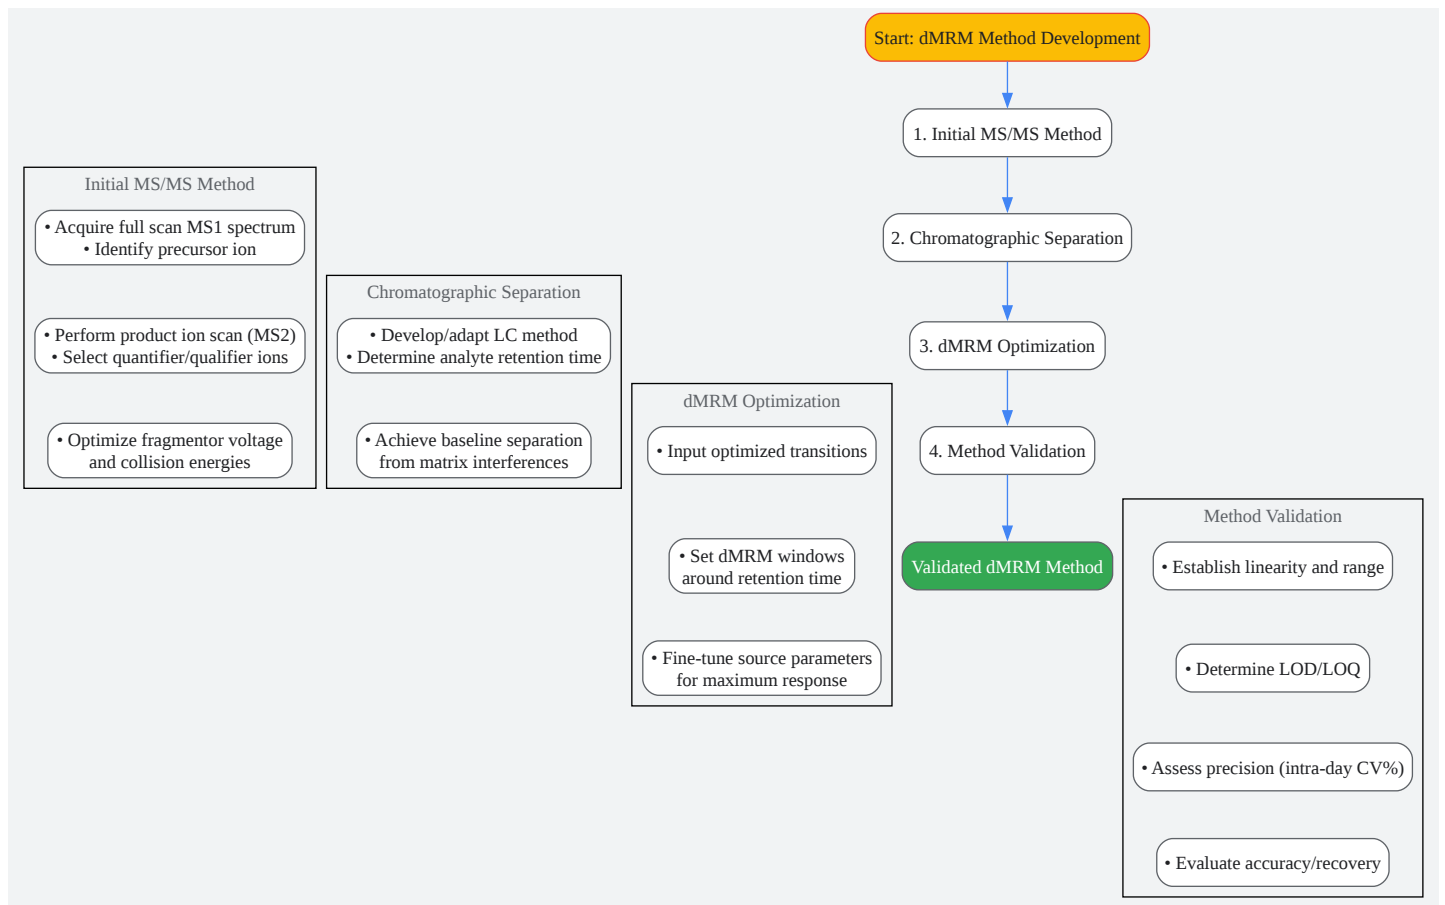 Start: dMRM Method Development
1. Initial MS/MS Method
2. Chromatographic Separation
3. dMRM Optimization
4. Method Validation
Validated dMRM Method
Initial MS/MS Method
• Acquire full scan MS1 spectrum
• Identify precursor ion
• Perform product ion scan (MS2)
• Select quantifier/qualifier ions
• Optimize fragmentor voltage
and collision energies
Chromatographic Separation
• Develop/adapt LC method
• Determine analyte retention time
• Achieve baseline separation
from matrix interferences
dMRM Optimization
• Input optimized transitions
• Set dMRM windows
around retention time
• Fine-tune source parameters
for maximum response
Method Validation
• Establish linearity and range
• Determine LOD/LOQ
• Assess precision (intra-day CV%)
• Evaluate accuracy/recovery